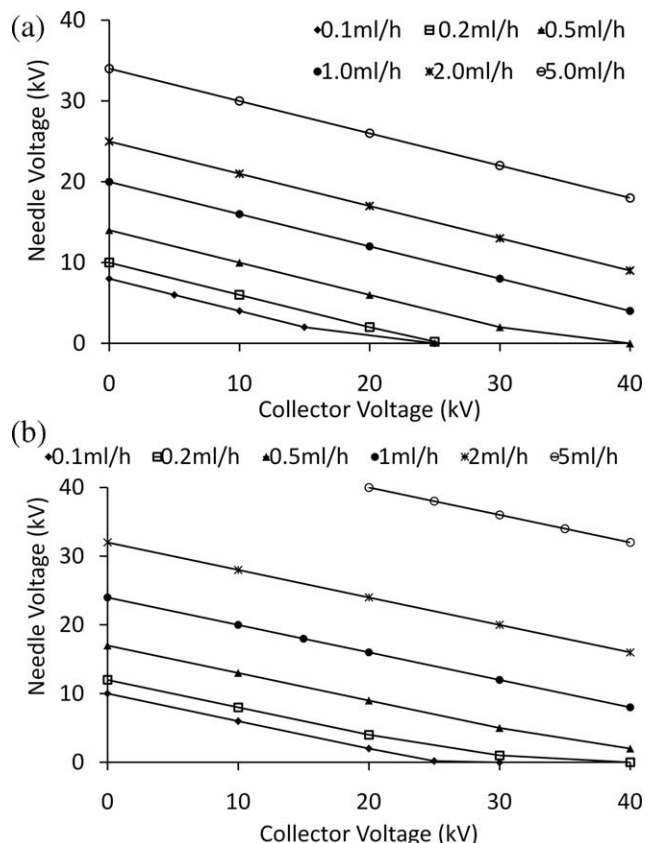 (a)
0.1ml/h 0.2ml/h 0.5ml/h
1.0ml/h 2.0ml/h 5.0ml/h
Needle Voltage (kV)
40
30
20
10
0
0 10 20 30 40
Collector Voltage (kV)
(b)
0.1ml/h 0.2ml/h 0.5ml/h 1ml/h 2ml/h 5ml/h
Needle Voltage (kV)
40
30
20
10
0
0 10 20 30 40
Collector Voltage (kV)